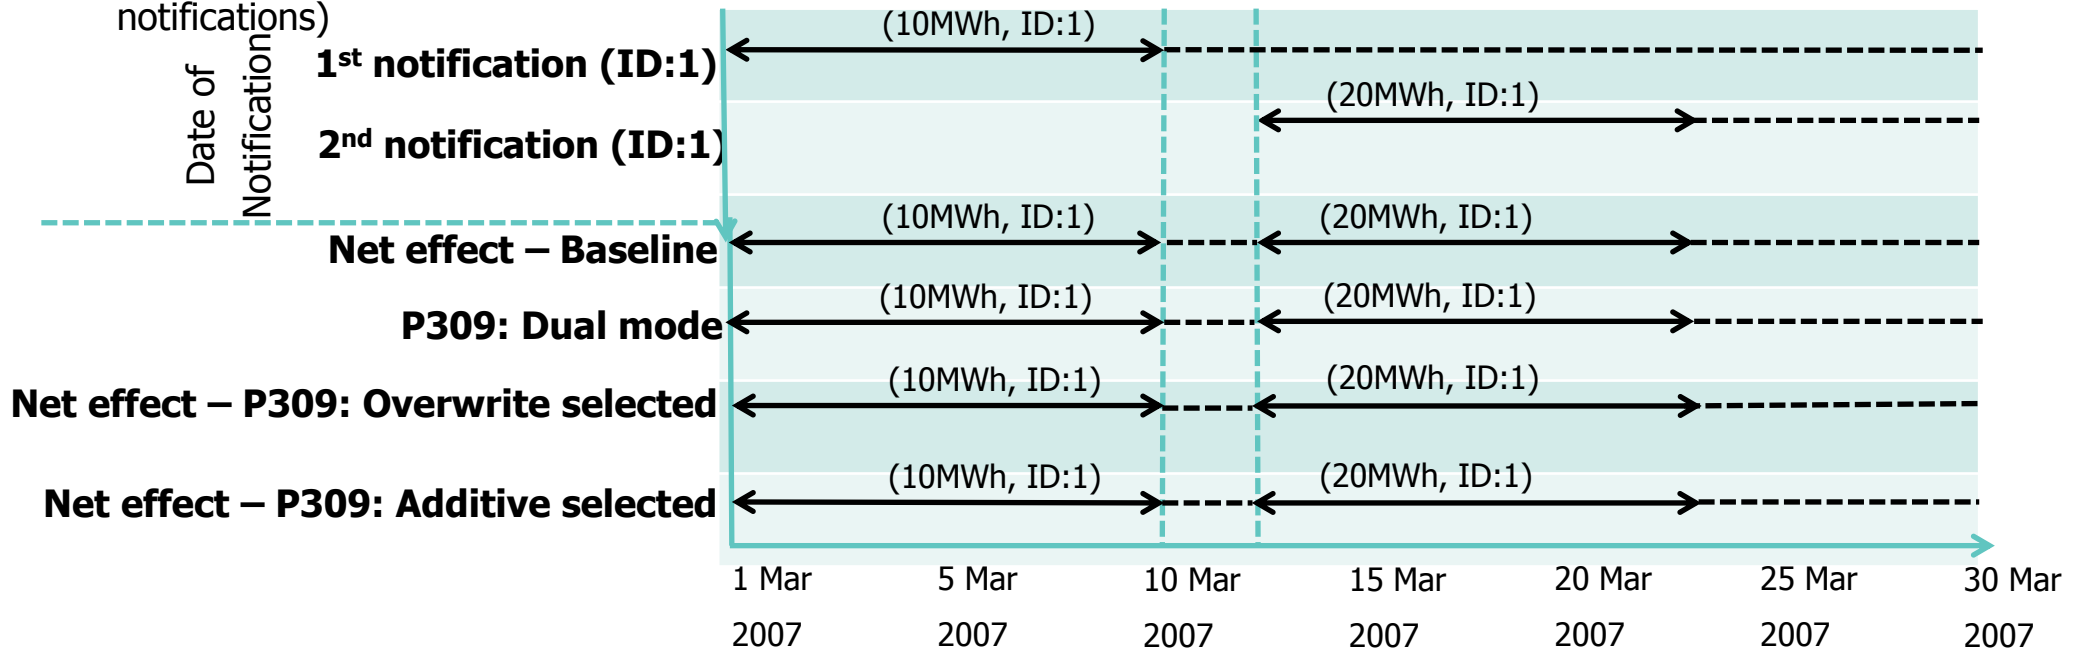 notifications)
Date of
Notification
(10MWh, ID:1)
1st notification (ID:1)
(20MWh, ID:1)
2nd notification (ID:1)
(10MWh, ID:1) (20MWh, ID:1)
Net effect – Baseline
(10MWh, ID:1) (20MWh, ID:1)
P309: Dual mode
(10MWh, ID:1) (20MWh, ID:1)
Net effect – P309: Overwrite selected
(10MWh, ID:1) (20MWh, ID:1)
Net effect – P309: Additive selected
1 Mar 5 Mar 10 Mar 15 Mar 20 Mar 25 Mar 30 Mar
2007 2007 2007 2007 2007 2007 2007